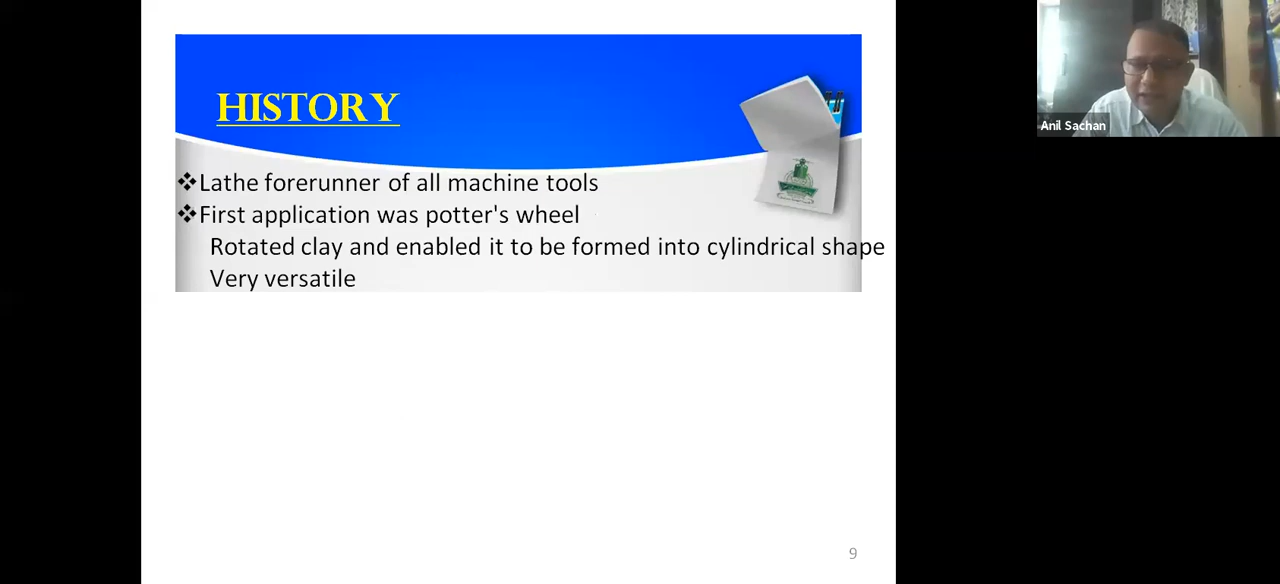 HISTORY
❖Lathe forerunner of all machine tools
❖First application was potter's wheel
Rotated clay and enabled it to be formed into cylindrical shape
Very versatile
9
Anil Sachan